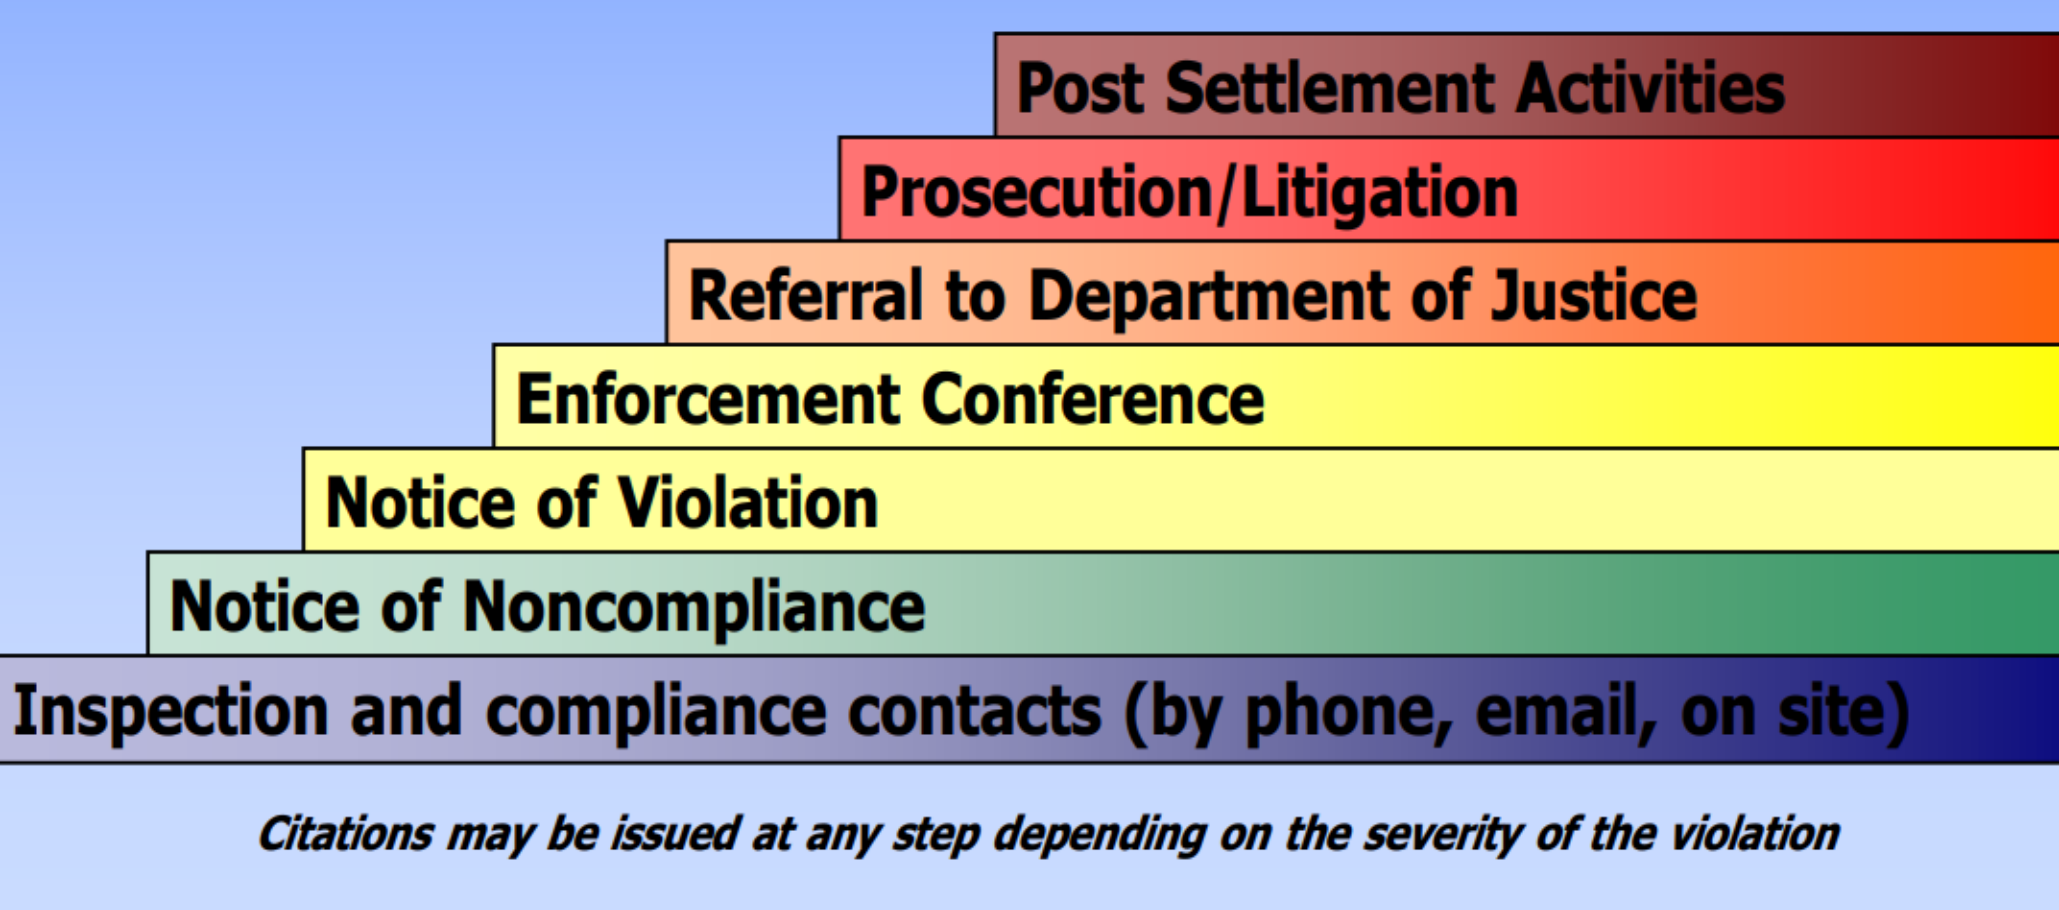 Post Settlement Activities
Prosecution/Litigation
Referral to Department of Justice
Enforcement Conference
Notice of Violation
Notice of Noncompliance
Inspection and compliance contacts (by phone, email, on site)
Citations may be issued at any step depending on the severity of the violation